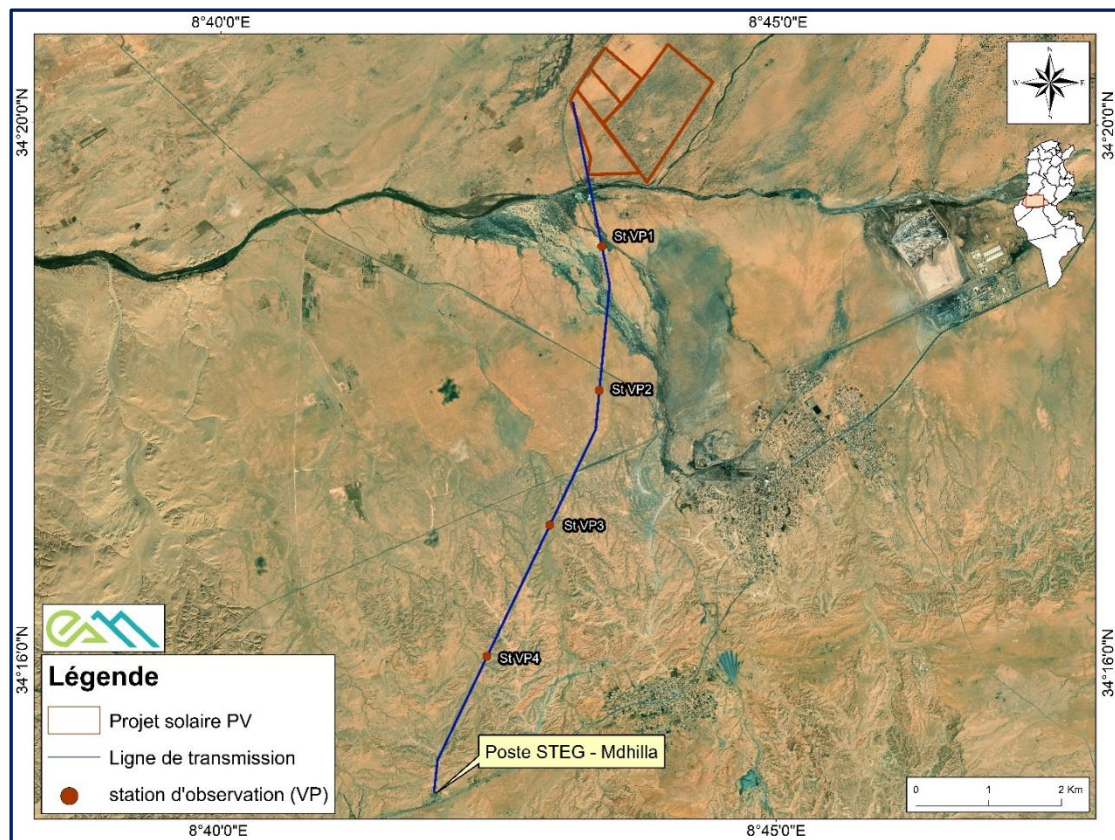 8°40'0"E
8°45'0"E
34°20'0"N
34°20'0"N
N
W
E
S
St VP1
St VP2
St VP3
St VP4
34°16'0"N
34°16'0"N
Légende
Projet solaire PV
Ligne de transmission
station d'observation (VP)
Poste STEG - Mdhilla
0 1 2 Km
8°40'0"E
8°45'0"E